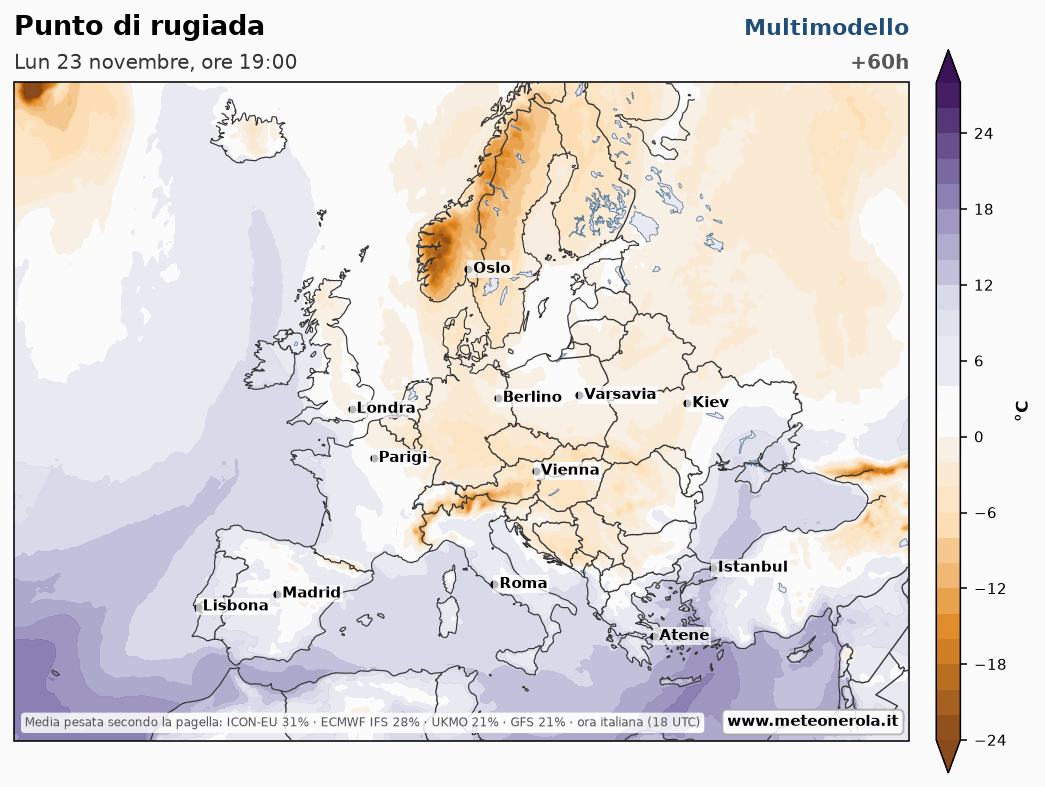 Punto di rugiada
Multimodello
Lun 23 novembre, ore 19:00
+60h
Oslo
Londra
Berlino
Varsavia
Kiev
Parigi
Vienna
Istanbul
Roma
Madrid
Lisbona
Atene
24
18
12
6
0
−6
−12
−18
−24
°C
Media pesata secondo la pagella: ICON-EU 31% · ECMWF IFS 28% · UKMO 21% · GFS 21% · ora italiana (18 UTC)
www.meteonerola.it